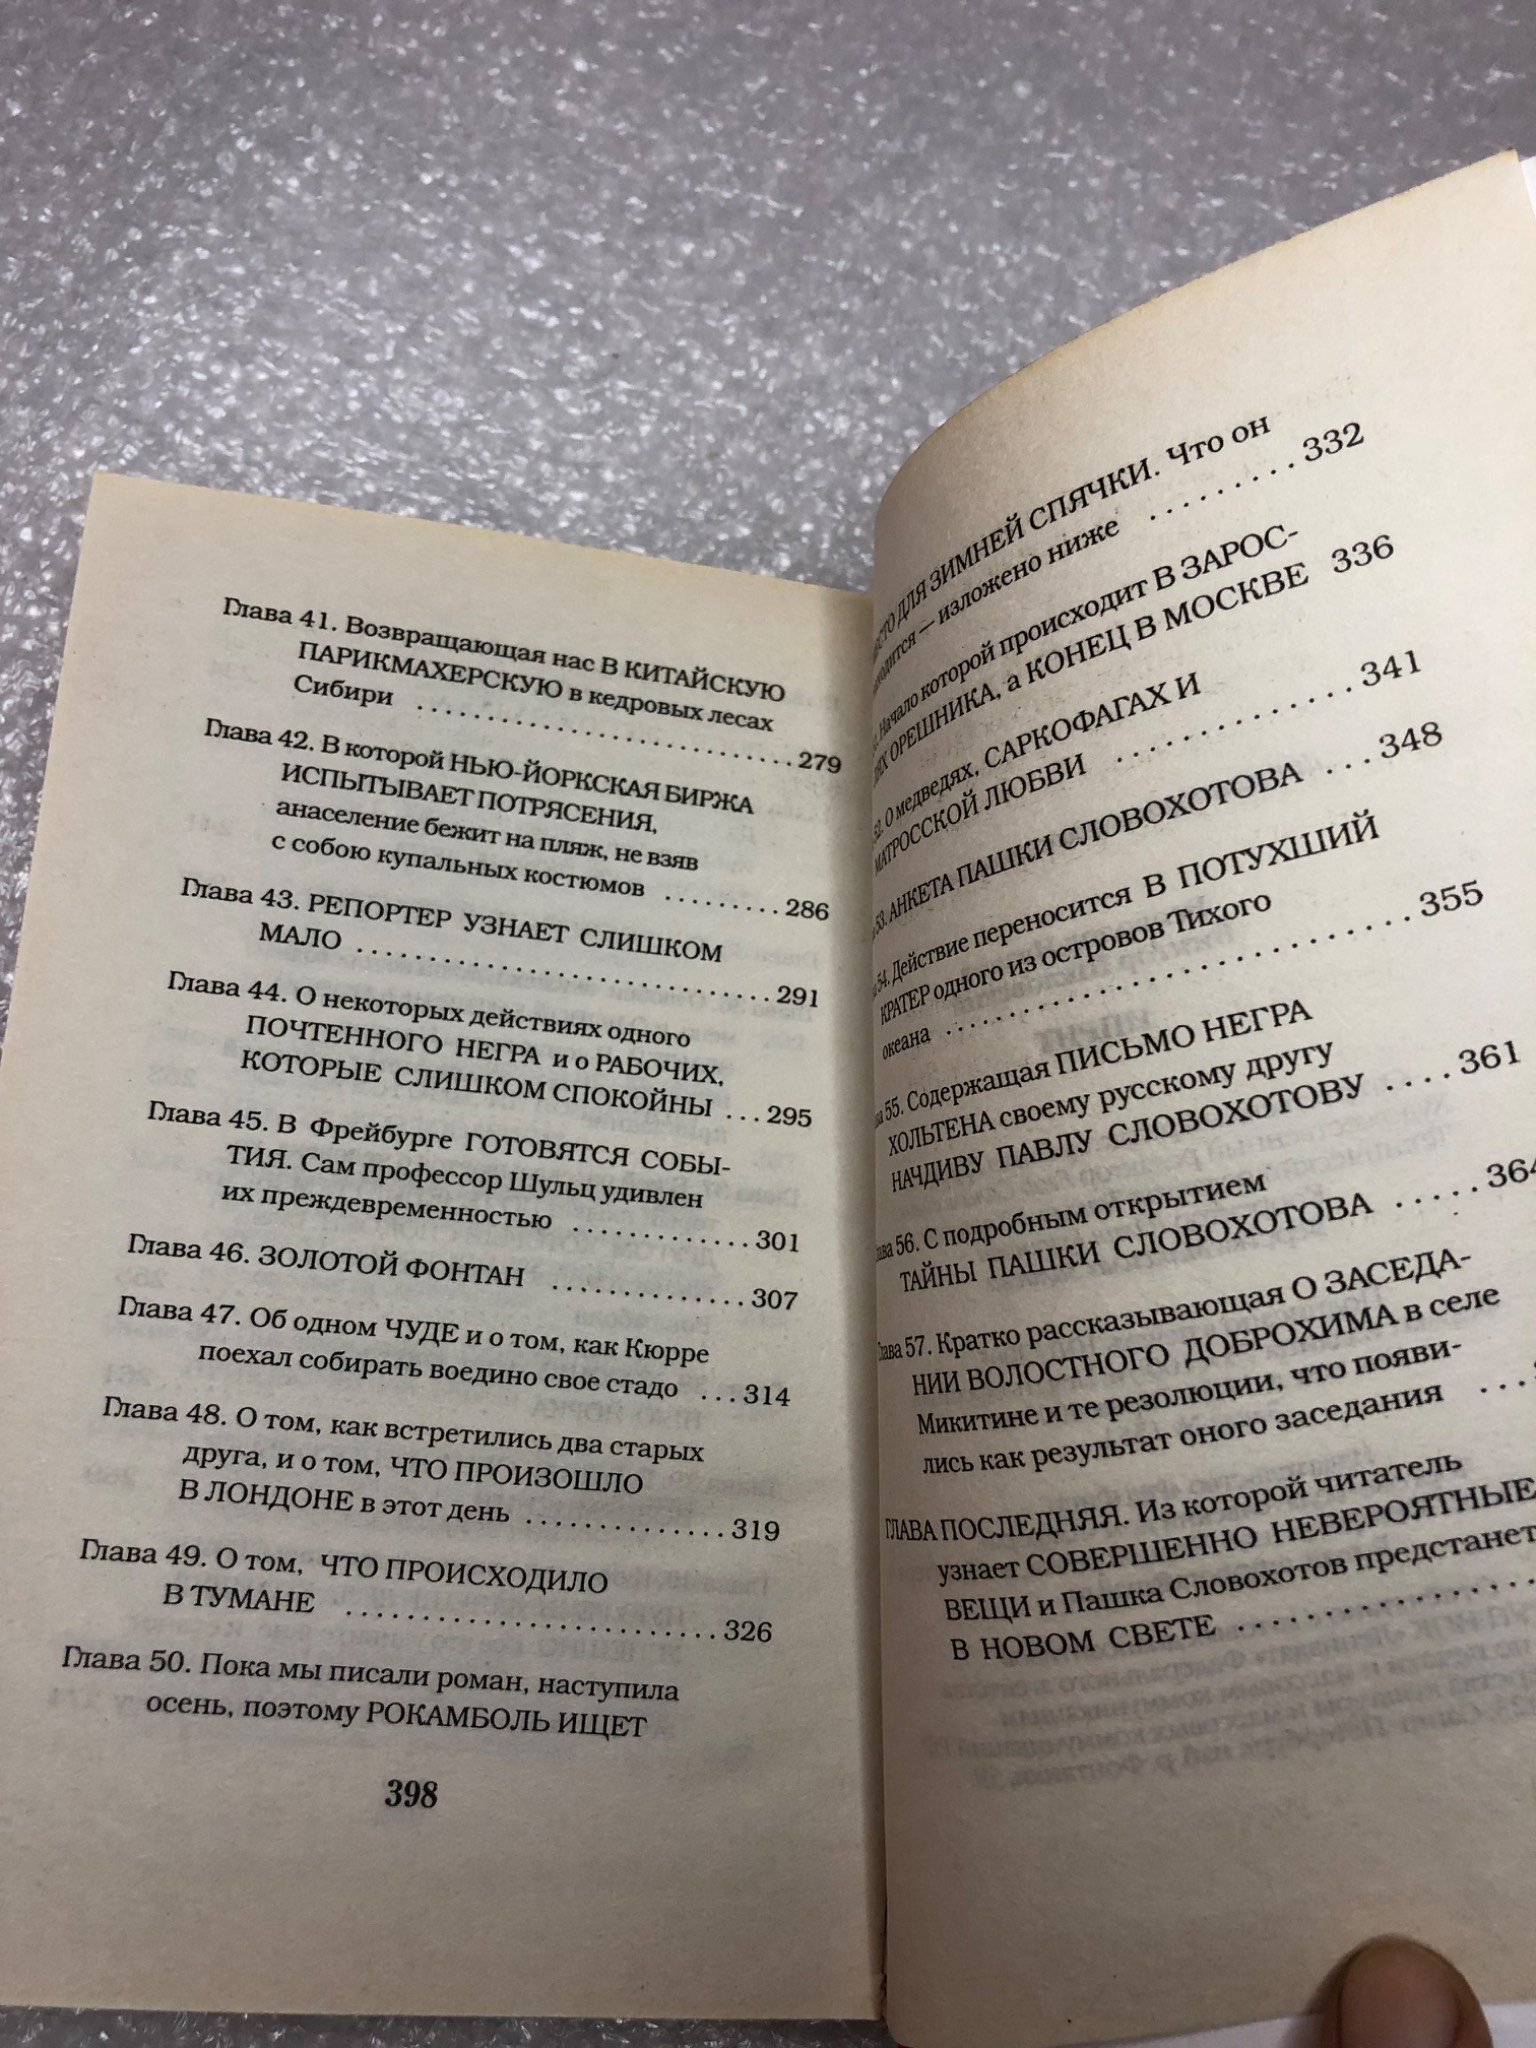 Глава 41. Возвращающая нас В КИТАЙСКУЮ
ПАРИКМАХЕРСКУЮ в кедровых лесах
Сибири ........................... 279
Глава 42. В которой НЬЮ-ЙОРКСКАЯ БИРЖА
ИСПЫТЫВАЕТ ПОТРЯСЕНИЯ,
анаселение бежит на пляж, не взяв
с собою купальных костюмов ......... 286
Глава 43. РЕПОРТЕР УЗНАЕТ СЛИШКОМ
МАЛО .............................. 291
Глава 44. О некоторых действиях одного
ПОЧТЕННОГО НЕГРА и о РАБОЧИХ,
КОТОРЫЕ СЛИШКОМ СПОКОЙНЫ ... 295
Глава 45. В Фрейбурге ГОТОВЯТСЯ СОБЫ-
ТИЯ. Сам профессор Шульц удивлен
их преждевременностью ............. 301
Глава 46. ЗОЛОТОЙ ФОНТАН .............. 307
Глава 47. Об одном ЧУДЕ и о том, как Кюрре
поехал собирать воедино свое стадо ... 314
Глава 48. О том, как встретились два старых
друга, и о том, ЧТО ПРОИЗОШЛО
В ЛОНДОНЕ в этот день ............... 319
Глава 49. О том, ЧТО ПРОИСХОДИЛО
В ТУМАНЕ ........................... 326
Глава 50. Пока мы писали роман, наступила
осень, поэтому РОКАМБОЛЬ ИЩЕТ
398
ДЛЯ ЗИМНЕЙ СПЯЧКИ. Что он
— изложено ниже ......... 332
Начало которой происходит В ЗАРОС-
ОРЕШНИКА, а КОНЕЦ В МОСКВЕ 336
52. О медведях, САРКОФАГАХ И
МАТРОССКОЙ ЛЮБВИ ............ 341
53. АНКЕТА ПАШКИ СЛОВОХОТОВА ... 348
54. Действие переносится В ПОТУХШИЙ
КРАТЕР одного из островов Тихого
океана ........................ 355
55. Содержащая ПИСЬМО НЕГРА
ХОЛЬТЕНА своему русскому другу
НАЧДИВУ ПАВЛУ СЛОВОХОТОВУ .... 361
56. С подробным открытием
ТАЙНЫ ПАШКИ СЛОВОХОТОВА ..... 364
Глава 57. Кратко рассказывающая О ЗАСЕДА-
НИИ ВОЛОСТНОГО ДОБРОХИМА в селе
Микитине и те резолюции, что появи-
лись как результат оного заседания ...
ГЛАВА ПОСЛЕДНЯЯ. Из которой читатель
узнает СОВЕРШЕННО НЕВЕРОЯТНЫЕ
ВЕЩИ и Пашка Словохотов предстанет
В НОВОМ СВЕТЕ ..................